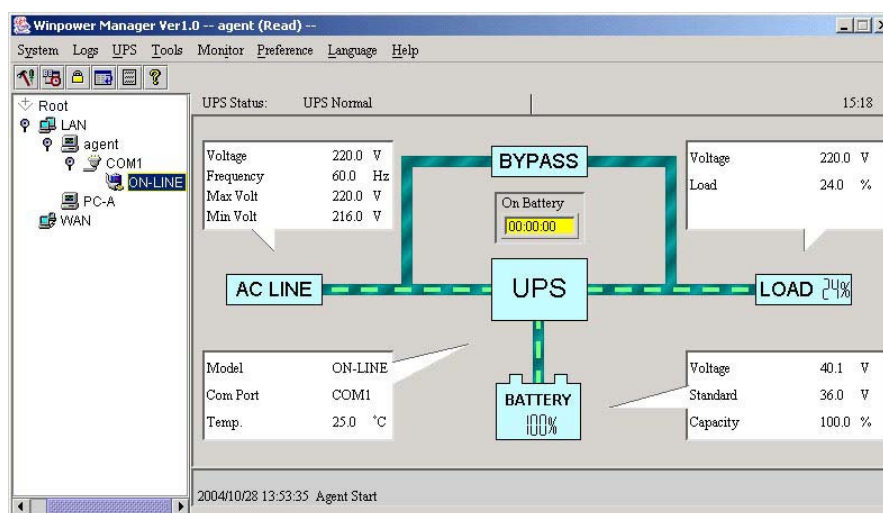 Winpower Manager Ver1.0 -- agent (Read) --
System Logs UPS Tools Monitor Preference Language Help
Root
LAN
agent
COM1
ON-LINE
PC-A
WAN
UPS Status: UPS Normal 15:18
Voltage 220.0 V
Frequency 60.0 Hz
Max Volt 220.0 V
Min Volt 216.0 V
BYPASS
On Battery
00:00:00
Voltage 220.0 V
Load 24.0 %
AC LINE
UPS
LOAD 24%
Model ON-LINE
Com Port COM1
Temp. 25.0 °C
BATTERY
100%
Voltage 40.1 V
Standard 36.0 V
Capacity 100.0 %
2004/10/28 13:53:35 Agent Start